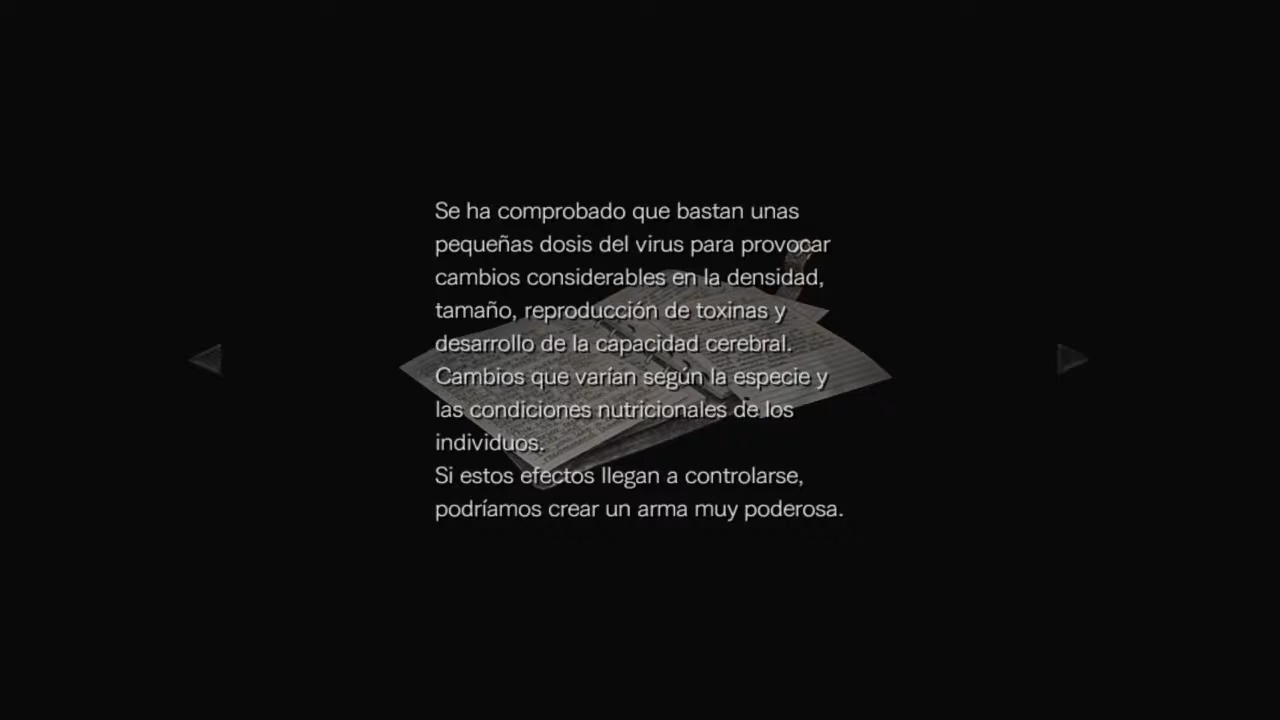 Se ha comprobado que bastan unas
pequeñas dosis del virus para provocar
cambios considerables en la densidad,
tamaño, reproducción de toxinas y
desarrollo de la capacidad cerebral.
Cambios que varían según la especie y
las condiciones nutricionales de los
individuos.
Si estos efectos llegan a controlarse,
podríamos crear un arma muy poderosa.